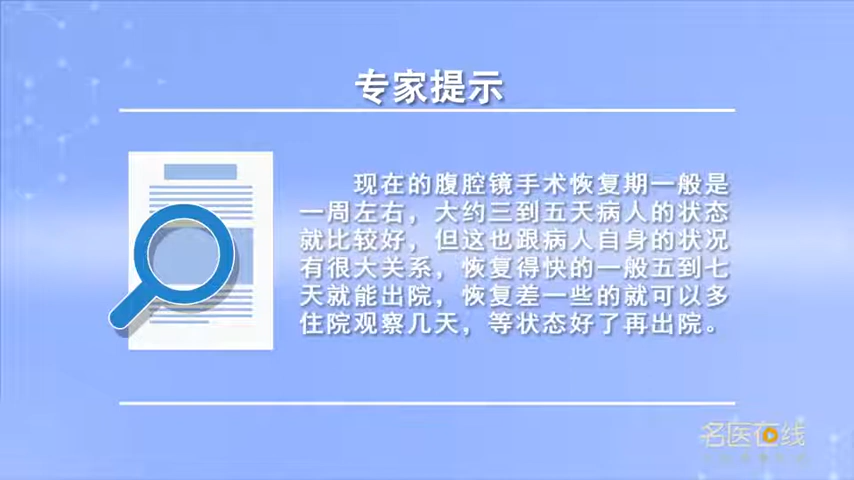 专家提示
现在的腹腔镜手术恢复期一般是
一周左右，大约三到五天病人的状态
就比较好，但这也跟病人自身的状况
有很大关系，恢复得快的一般五到七
天就能出院，恢复差一些的就可以多
住院观察几天，等状态好了再出院。
名医在线